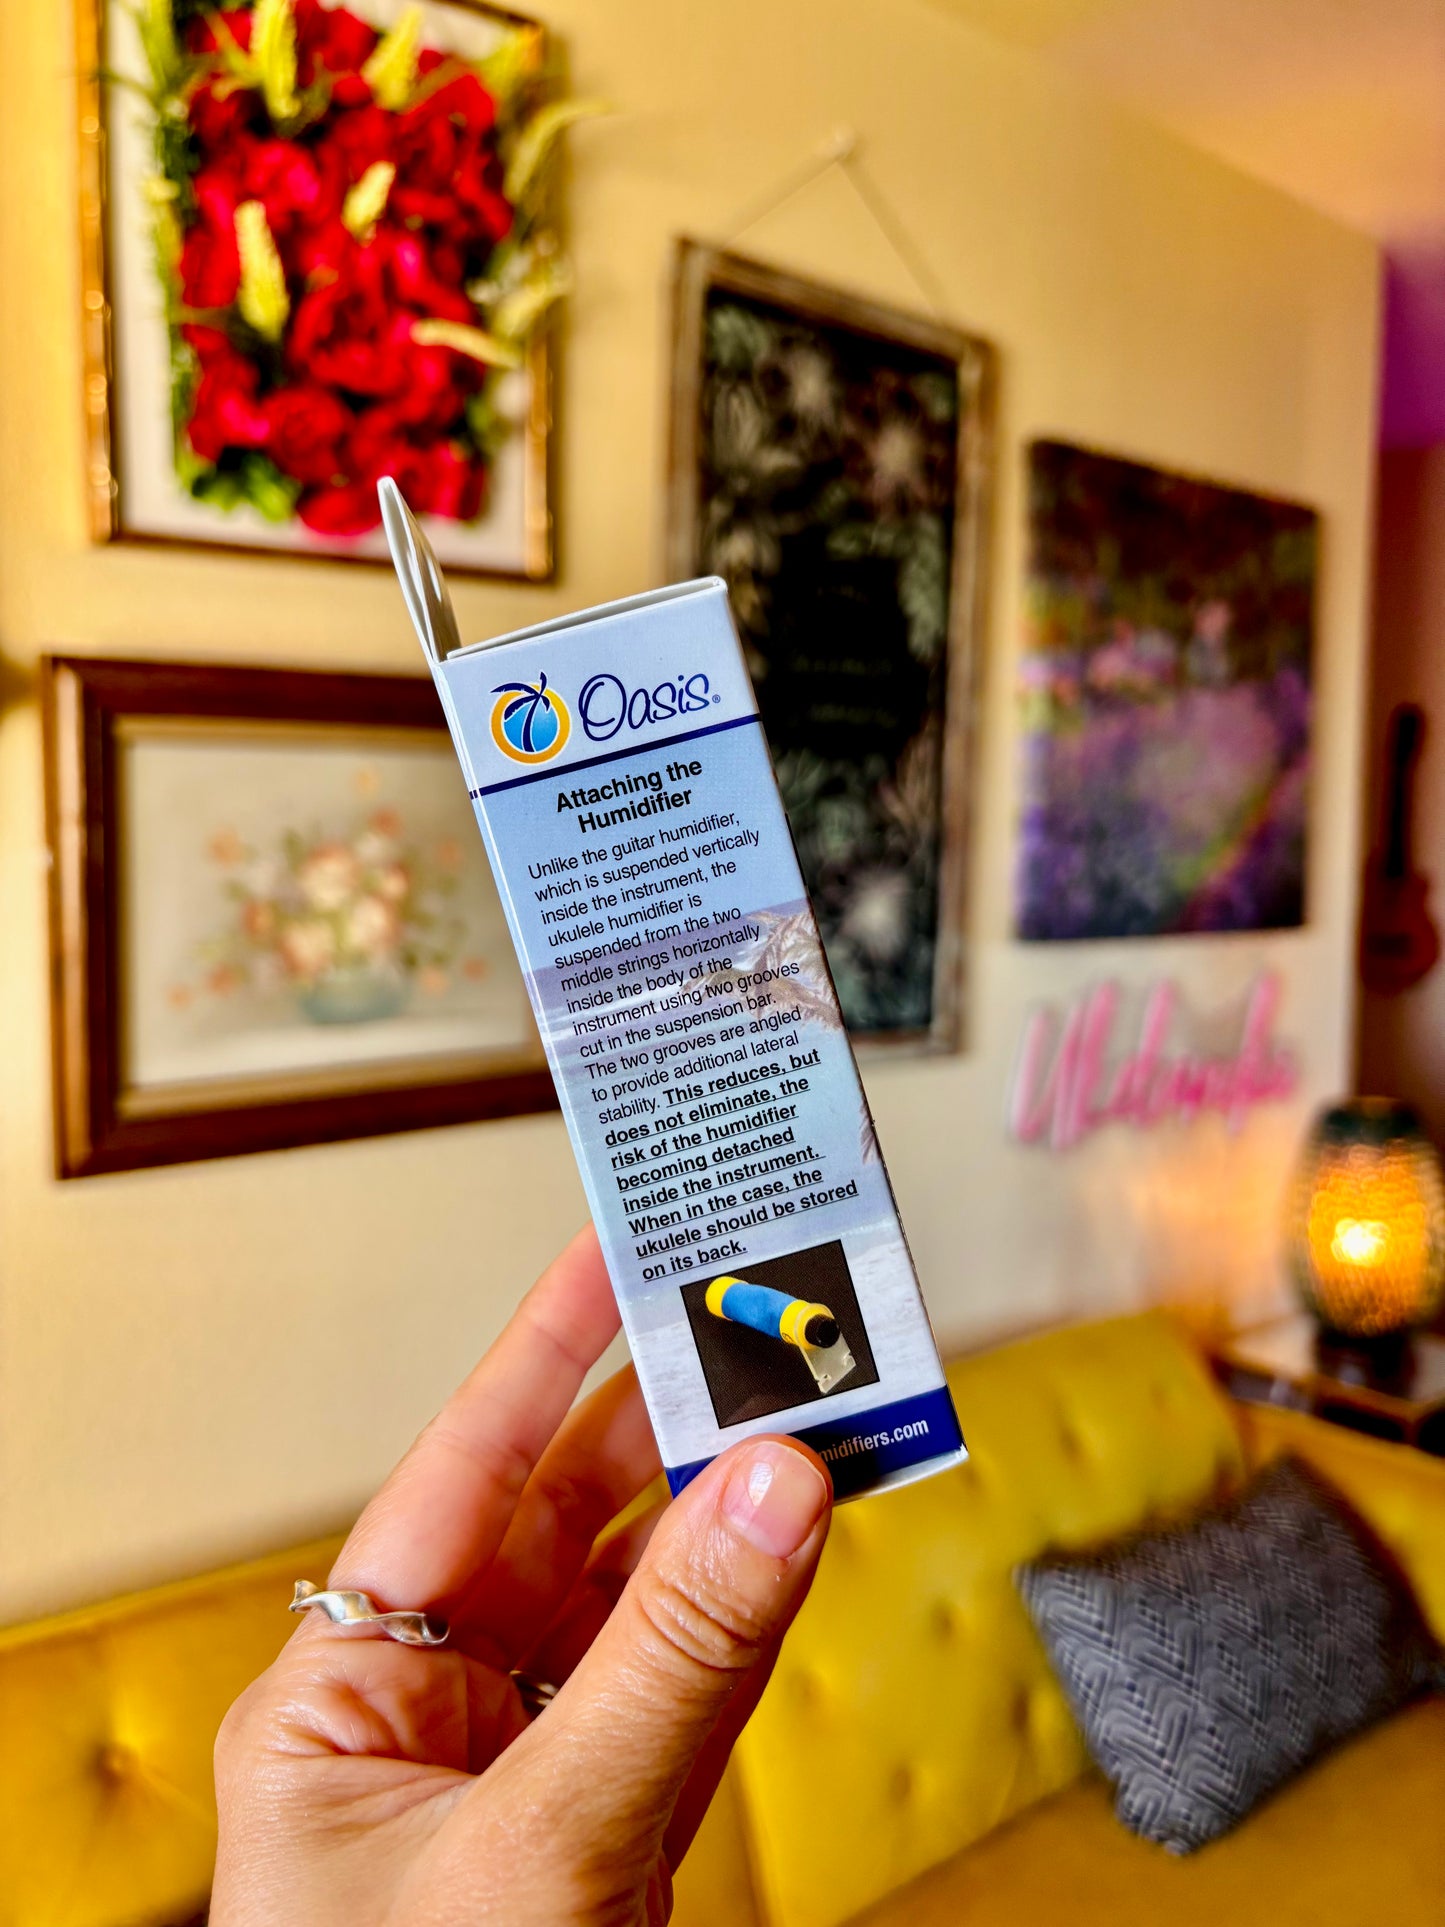 Oasis®
Attaching the
Humidifier
Unlike the guitar humidifier,
which is suspended vertically
inside the instrument, the
ukulele humidifier is
suspended from the two
middle strings horizontally
inside the body of the
instrument using two grooves
cut in the suspension bar.
The two grooves are angled
to provide additional lateral
stability. This reduces, but
does not eliminate, the
risk of the humidifier
becoming detached
inside the instrument.
When in the case, the
ukulele should be stored
on its back.
midifiers.com